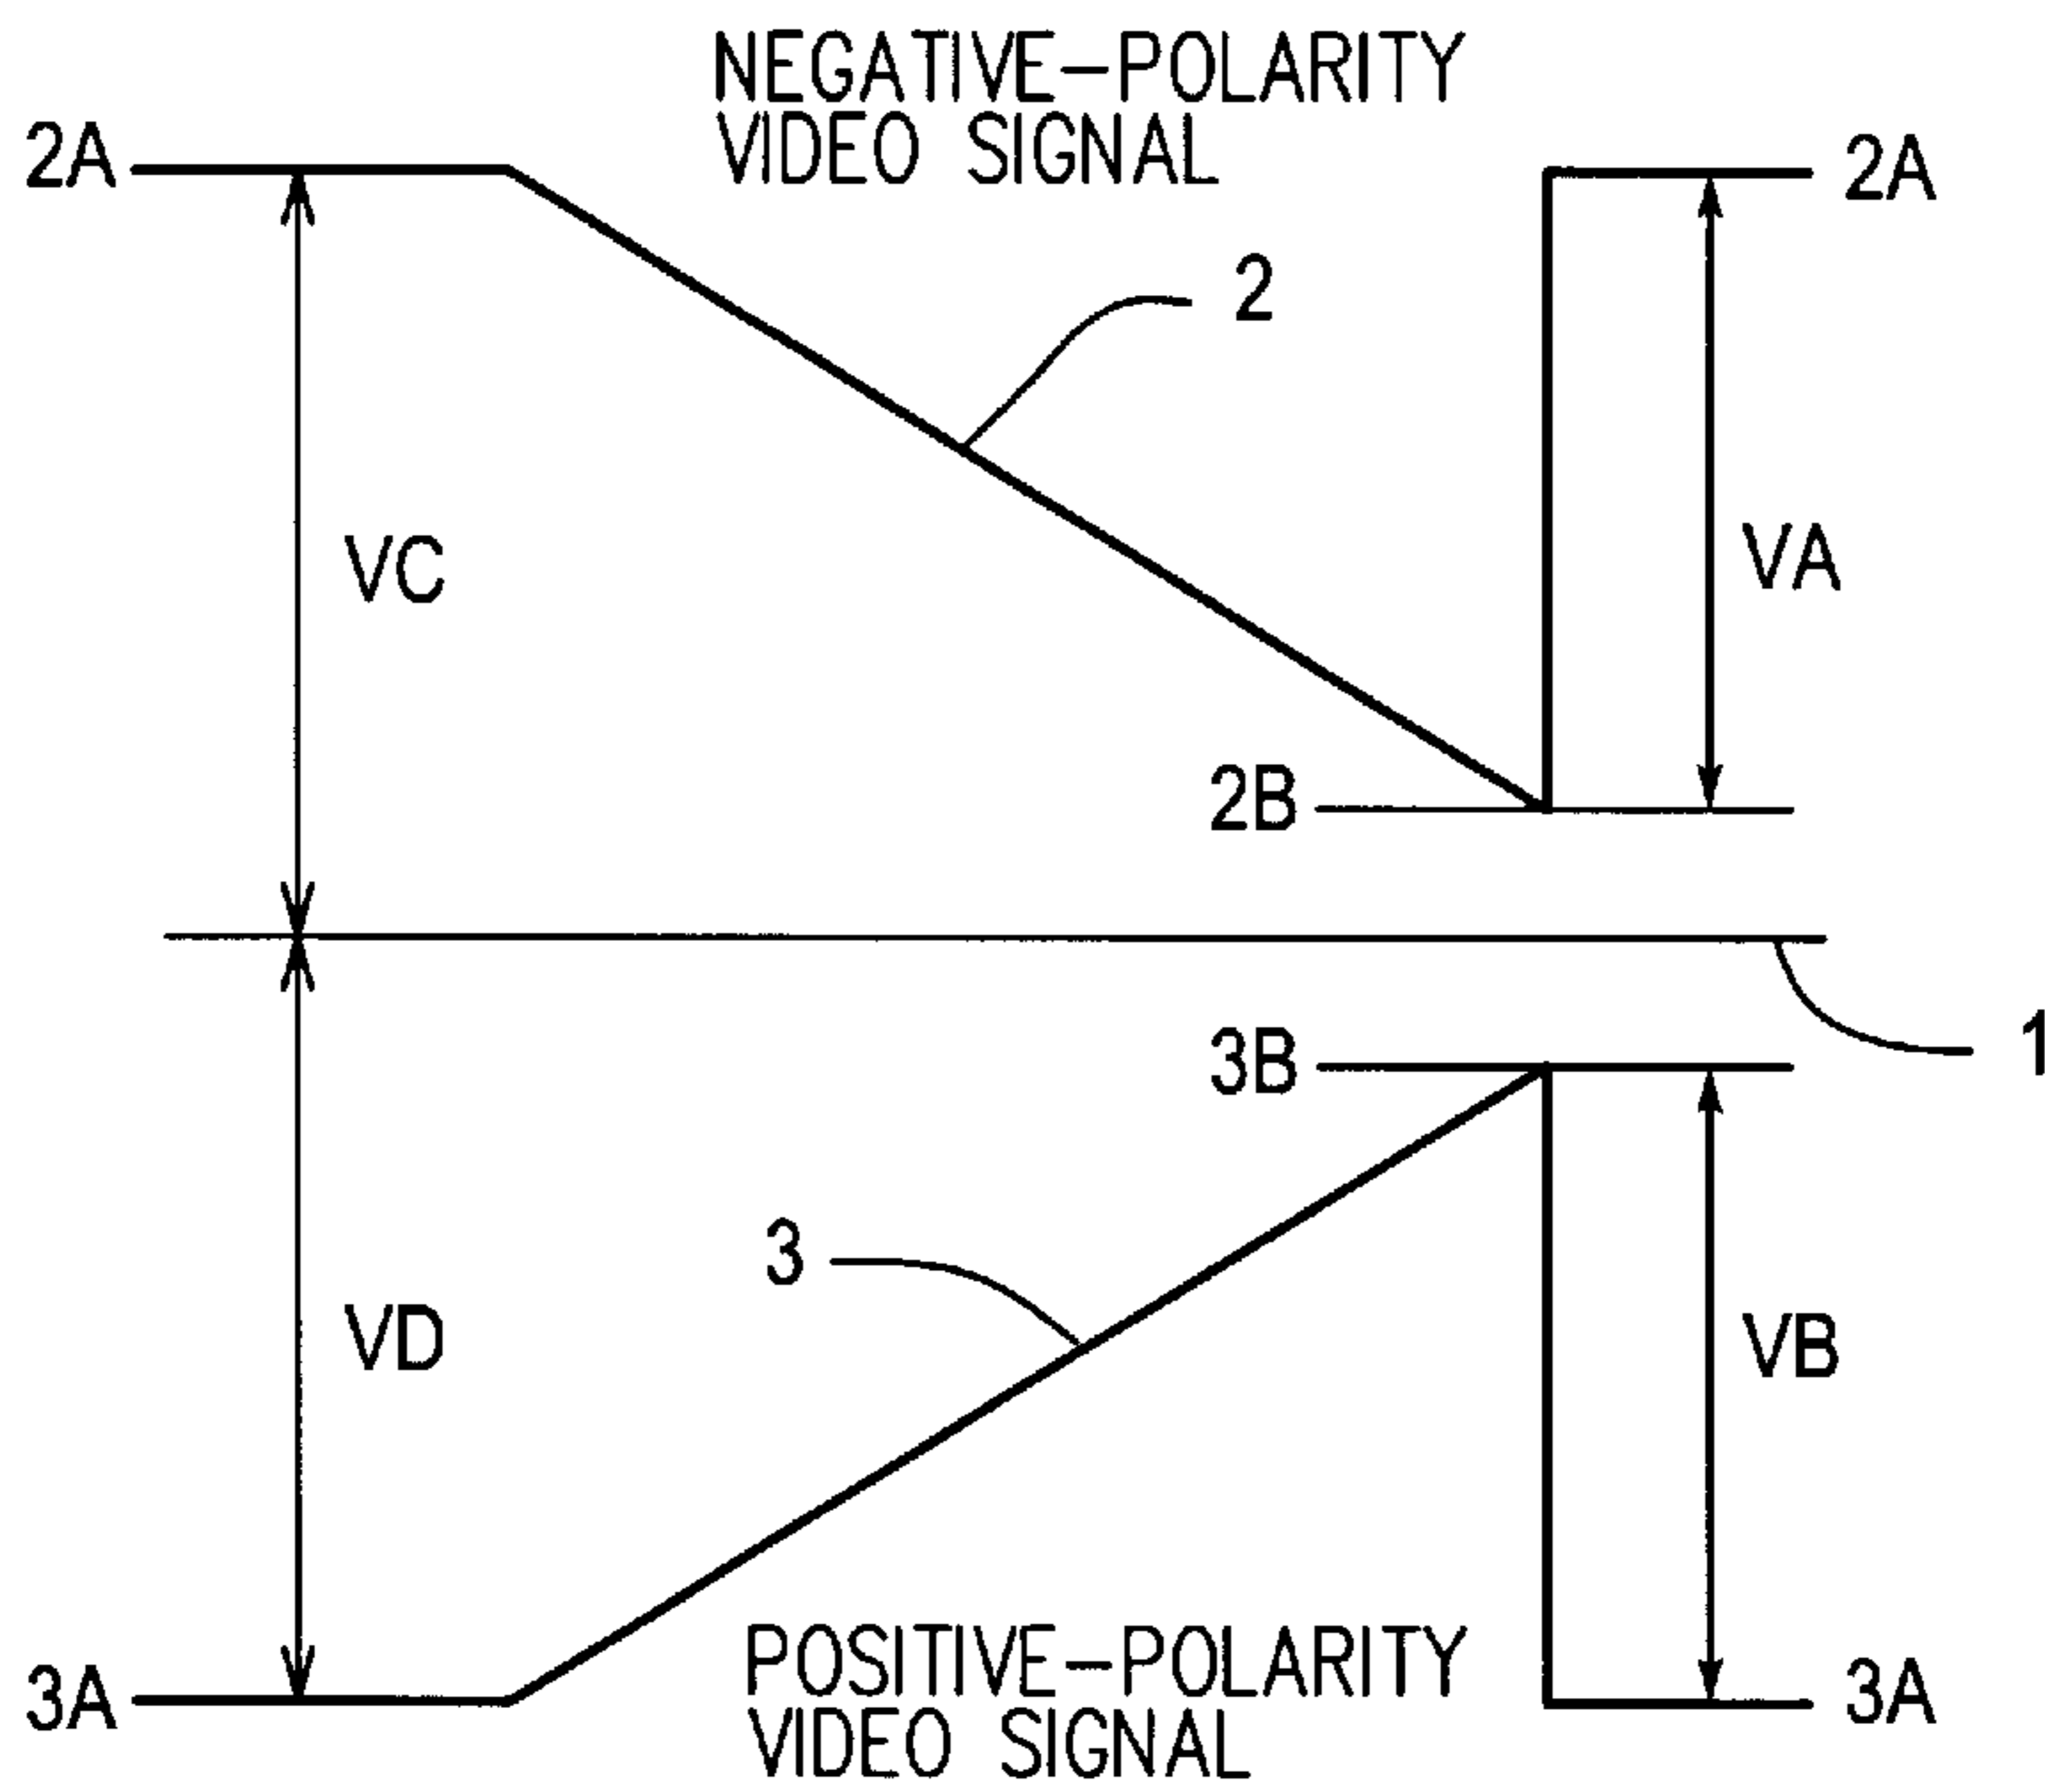 NEGATIVE-POLARITY
VIDEO SIGNAL
2A
2A
2
VC
VA
2B
1
3B
3
VD
VB
POSITIVE-POLARITY
VIDEO SIGNAL
3A
3A